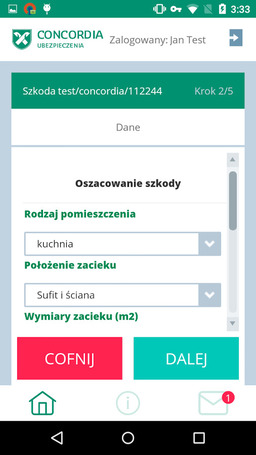 3:33
CONCORDIA
UBEZPIECZENIA
Zalogowany: Jan Test
Szkoda test/concordia/112244
Krok 2/5
Dane
Oszacowanie szkody
Rodzaj pomieszczenia
kuchnia
Położenie zacieku
Sufit i ściana
Wymiary zacieku (m2)
COFNIJ
DALEJ
1